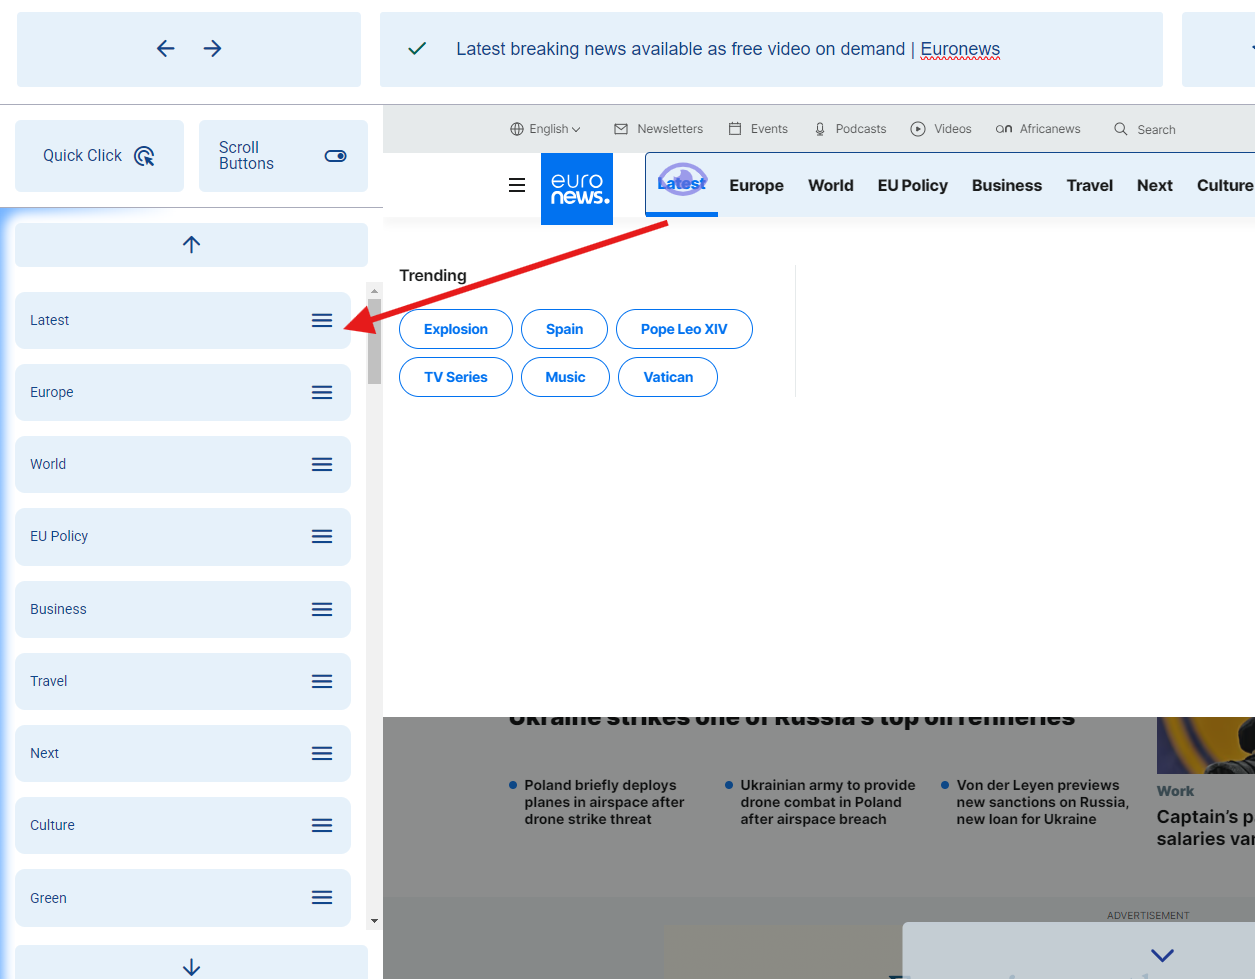 Latest breaking news available as free video on demand | Euronews
Quick Click
Scroll
Buttons
English
Newsletters
Events
Podcasts
Videos
an Africanews
Search
euro
news.
Latest
Europe
World
EU Policy
Business
Travel
Next
Culture
Trending
Explosion
Spain
Pope Leo XIV
TV Series
Music
Vatican
Latest
Europe
World
EU Policy
Business
Travel
Next
Culture
Green
Ukraine strikes one of Russia's top oil refineries
Poland briefly deploys
planes in airspace after
drone strike threat
Ukrainian army to provide
drone combat in Poland
after airspace breach
Von der Leyen previews
new sanctions on Russia,
new loan for Ukraine
Work
Captain's p
salaries va
ADVERTISEMENT